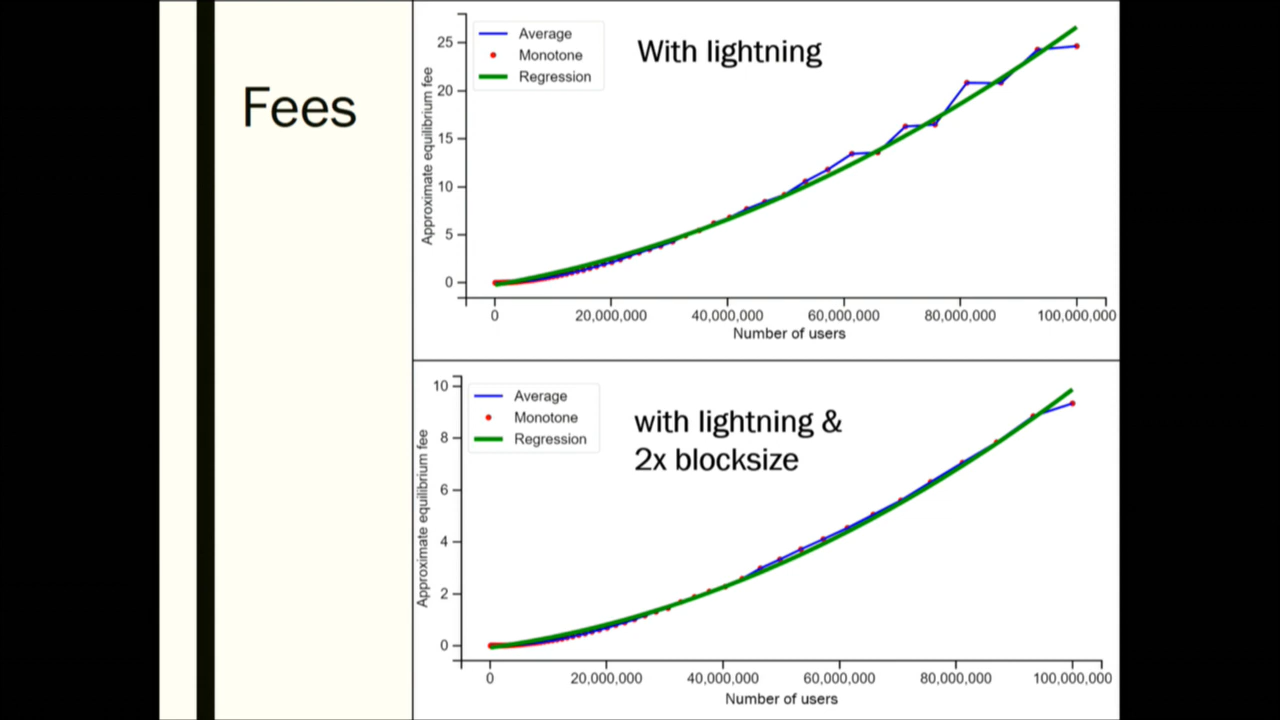 Fees
Average
Monotone
Regression
With lightning
Approximate equilibrium fee
25
20
15
10
5
0
0 20,000,000 40,000,000 60,000,000 80,000,000 100,000,000
Number of users
Average
Monotone
Regression
with lightning &
2x blocksize
Approximate equilibrium fee
10
8
6
4
2
0
0 20,000,000 40,000,000 60,000,000 80,000,000 100,000,000
Number of users